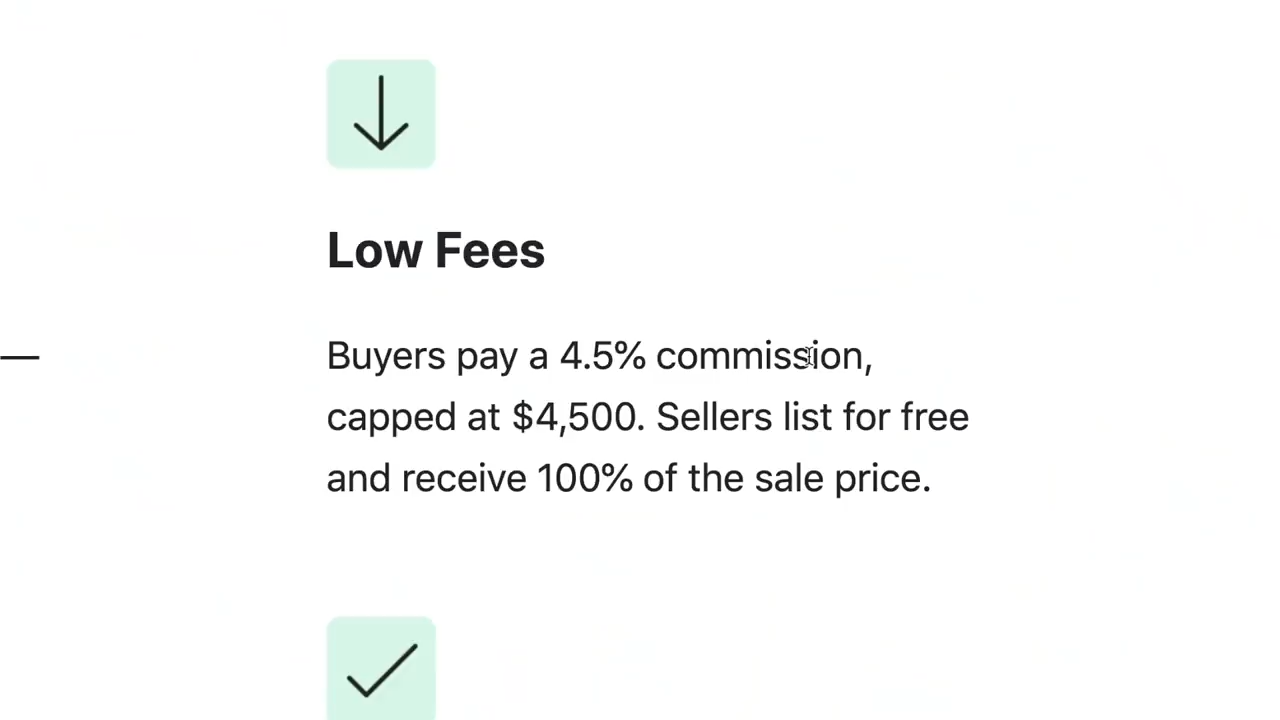 Low Fees
Buyers pay a 4.5% commission,
capped at $4,500. Sellers list for free
and receive 100% of the sale price.